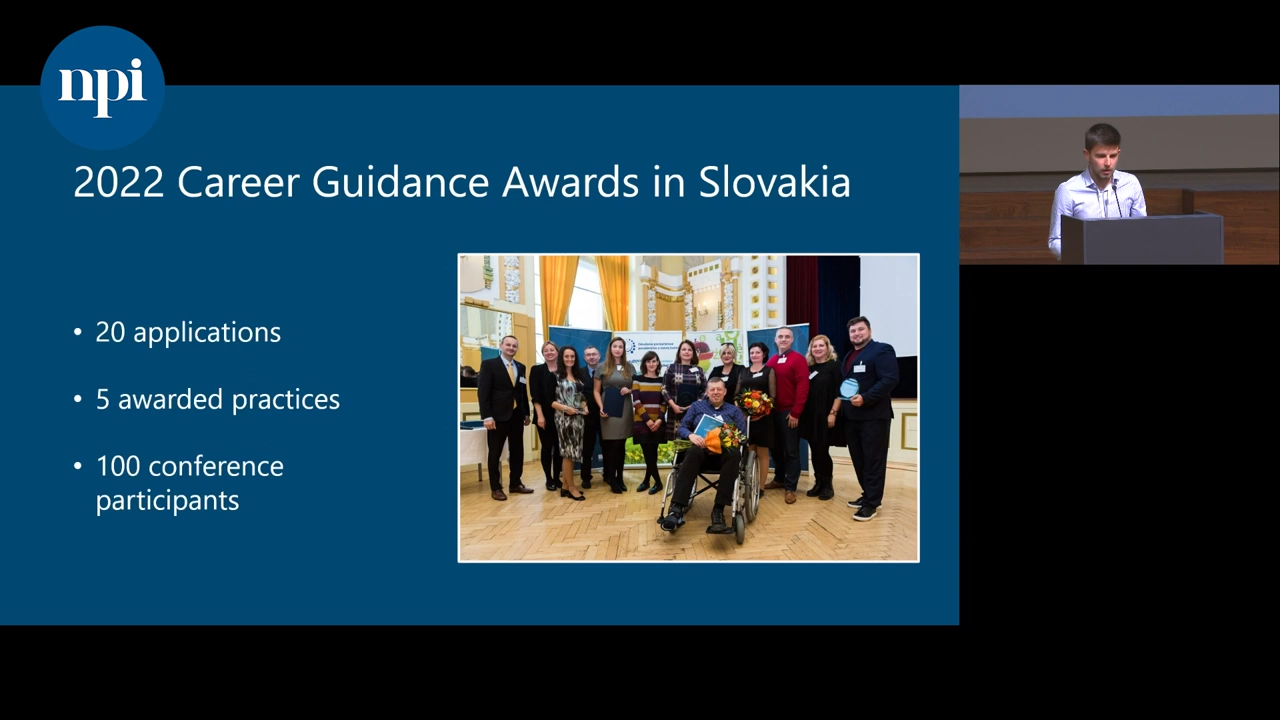 npi
2022 Career Guidance Awards in Slovakia
• 20 applications
• 5 awarded practices
• 100 conference
participants